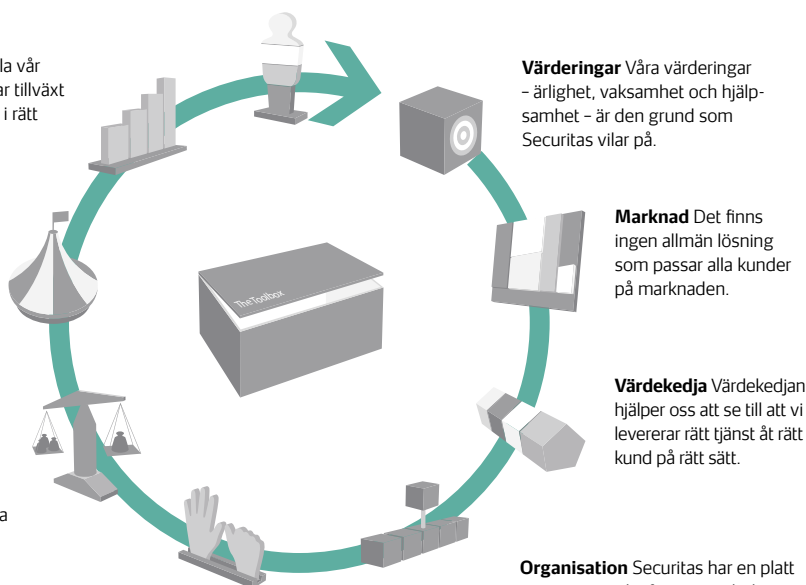 la vår
ar tillväxt
i rätt
Värderingar Våra värderingar
– ärlighet, vaksamhet och hjälp-
samhet – är den grund som
Securitas vilar på.
Marknad Det finns
ingen allmän lösning
som passar alla kunder
på marknaden.
TheToolbox
Värdekedja Värdekedjan
hjälper oss att se till att vi
levererar rätt tjänst åt rätt
kund på rätt sätt.
a
Organisation Securitas har en platt